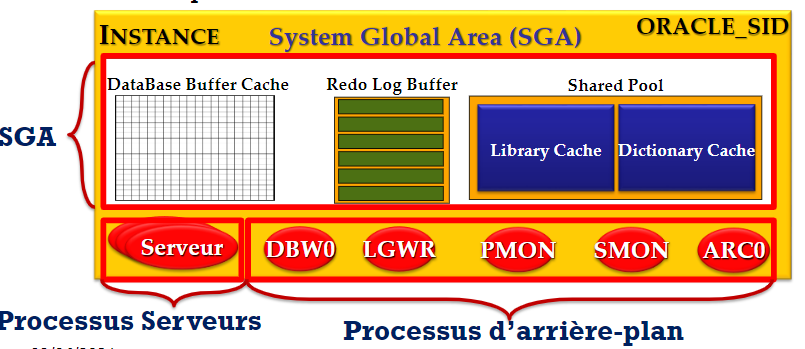 INSTANCE System Global Area (SGA) ORACLE_SID
DataBase Buffer Cache Redo Log Buffer Shared Pool
SGA
Library Cache Dictionary Cache
Serveur DBW0 LGWR PMON SMON ARC0
Processus Serveurs
Processus d'arrière-plan